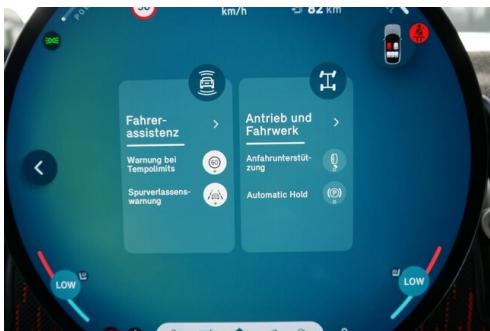 km/h
82 km
Fahrer-
assistenz
Warnung bei
Tempolimits
60
Spurverlassens-
warnung
Antrieb und
Fahrwerk
Anfahrunterstüt-
zung
Automatic Hold
(P)
LOW
LOW